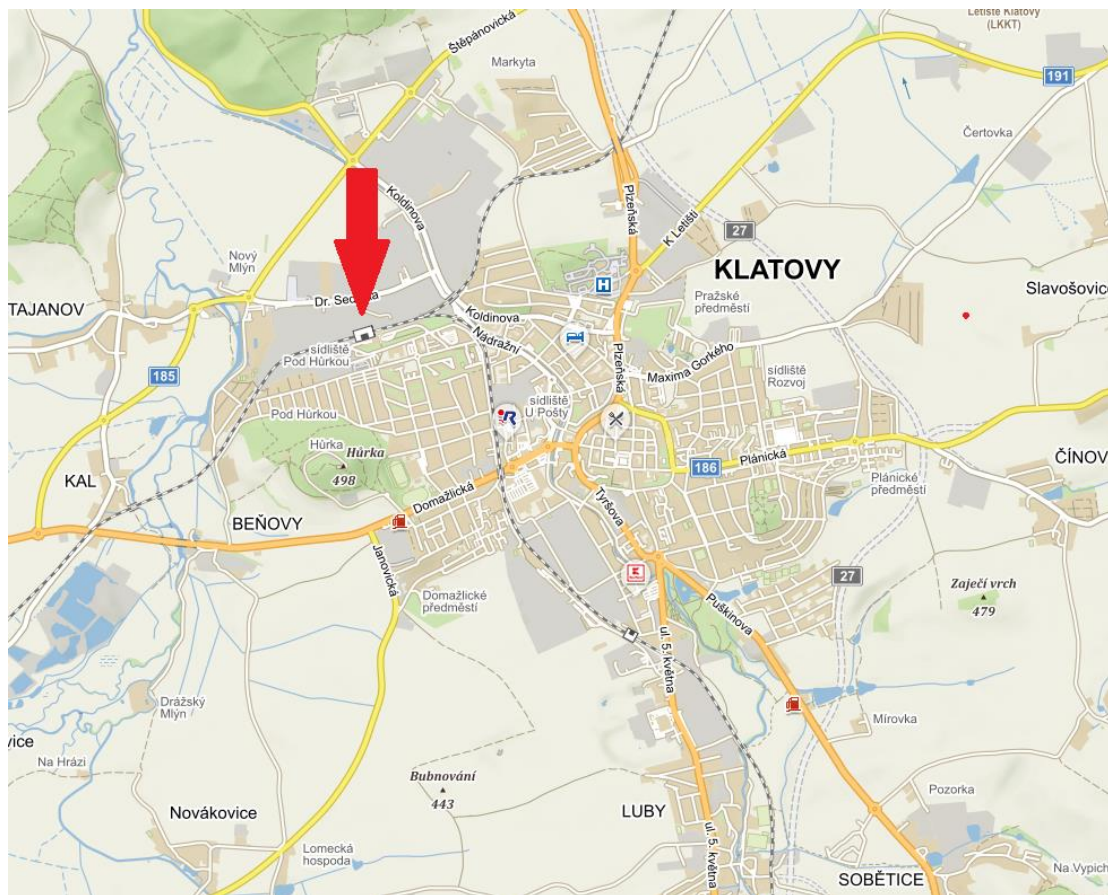 Letiště Klatovy
(LKKT)
Štěpánovická
Markyta
191
Čertovka
Koldinova
Plzeňská
K Letišti
27
Nový
Mlýn
KLATOVY
Slavošovice
TAJANOV
Dr. Sedláka
H
Pražské
předměstí
Koldinova
Nádražní
sídliště
Pod Hůrkou
185
Plzeňská
Maxima Gorkého
sídliště
Rozvoj
sídliště
U Pošty
R
Pod Hůrkou
Hůrka
Hůrka
498
186
Plánická
ČÍNOV
KAL
Domažlická
Tyršova
Plánické
předměstí
BEŇOVY
Janovická
27
Zaječí vrch
479
Domažlické
předměstí
Puškinova
ul. 5. května
Drážský
Mlýn
Mírovka
vice
Na Hrázi
Bubnování
443
Pozorka
Novákovice
LUBY
ul. 5. května
Lomecká
hospoda
Na Vypich
SOBĚTICE